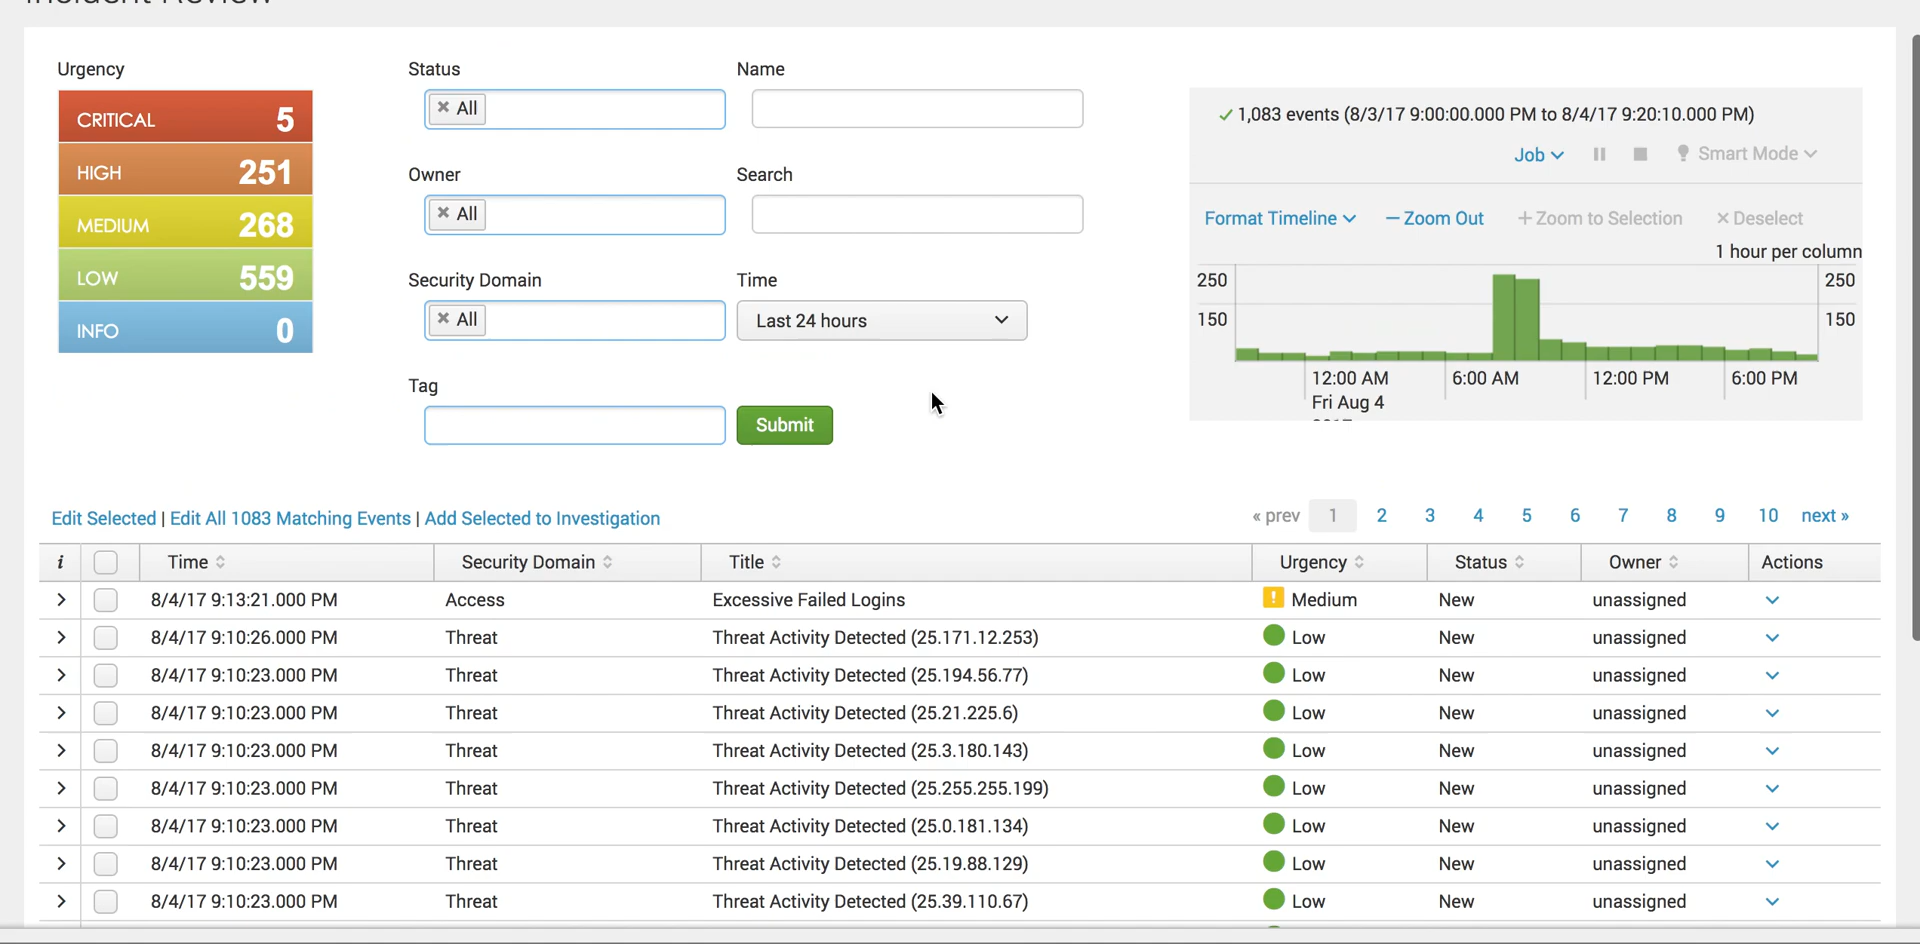 Incident Review
Urgency
CRITICAL 5
HIGH 251
MEDIUM 268
LOW 559
INFO 0
Status
× All
Name
Owner
× All
Search
Security Domain
× All
Time
Last 24 hours
Tag
Submit
✓ 1,083 events (8/3/17 9:00:00.000 PM to 8/4/17 9:20:10.000 PM)
Job Smart Mode
Format Timeline — Zoom Out + Zoom to Selection × Deselect
1 hour per column
250 250
150 150
12:00 AM 6:00 AM 12:00 PM 6:00 PM
Fri Aug 4
Edit Selected | Edit All 1083 Matching Events | Add Selected to Investigation
« prev 1 2 3 4 5 6 7 8 9 10 next »
i Time Security Domain Title Urgency Status Owner Actions
8/4/17 9:13:21.000 PM Access Excessive Failed Logins ! Medium New unassigned
8/4/17 9:10:26.000 PM Threat Threat Activity Detected (25.171.12.253) Low New unassigned
8/4/17 9:10:23.000 PM Threat Threat Activity Detected (25.194.56.77) Low New unassigned
8/4/17 9:10:23.000 PM Threat Threat Activity Detected (25.21.225.6) Low New unassigned
8/4/17 9:10:23.000 PM Threat Threat Activity Detected (25.3.180.143) Low New unassigned
8/4/17 9:10:23.000 PM Threat Threat Activity Detected (25.255.255.199) Low New unassigned
8/4/17 9:10:23.000 PM Threat Threat Activity Detected (25.0.181.134) Low New unassigned
8/4/17 9:10:23.000 PM Threat Threat Activity Detected (25.19.88.129) Low New unassigned
8/4/17 9:10:23.000 PM Threat Threat Activity Detected (25.39.110.67) Low New unassigned